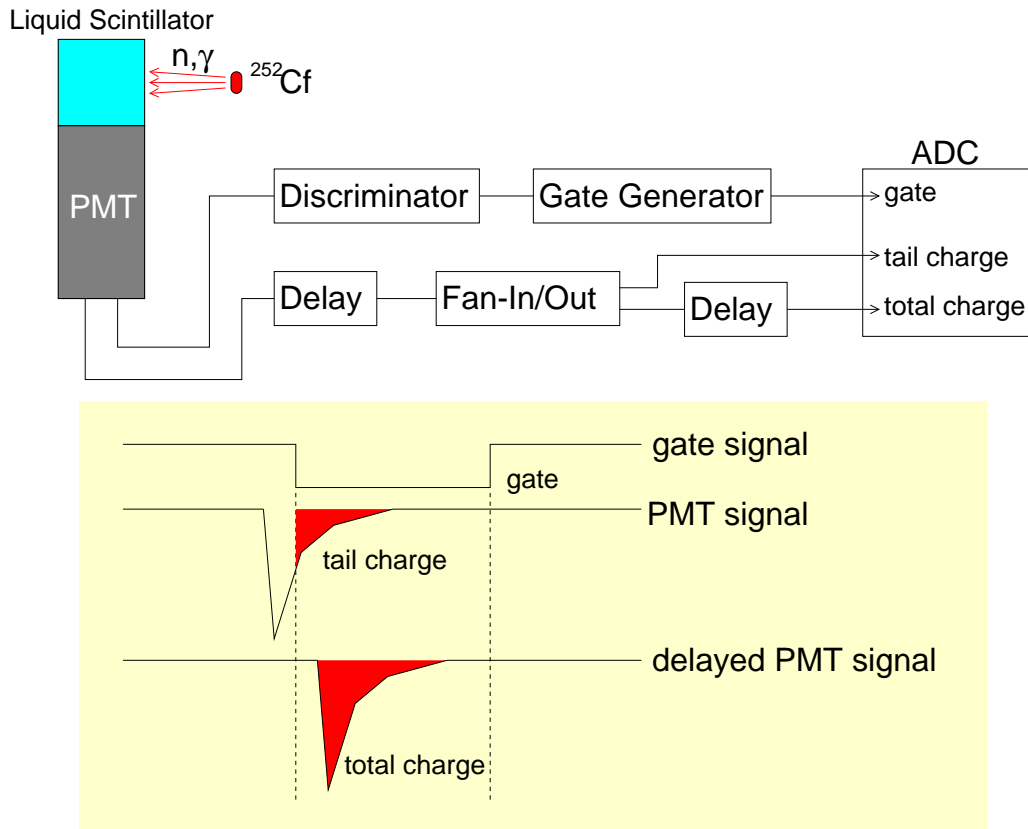 Liquid Scintillator
n,γ
²⁵²Cf
PMT
Discriminator
Gate Generator
ADC
gate
tail charge
total charge
Delay
Fan-In/Out
Delay
gate signal
gate
PMT signal
tail charge
delayed PMT signal
total charge